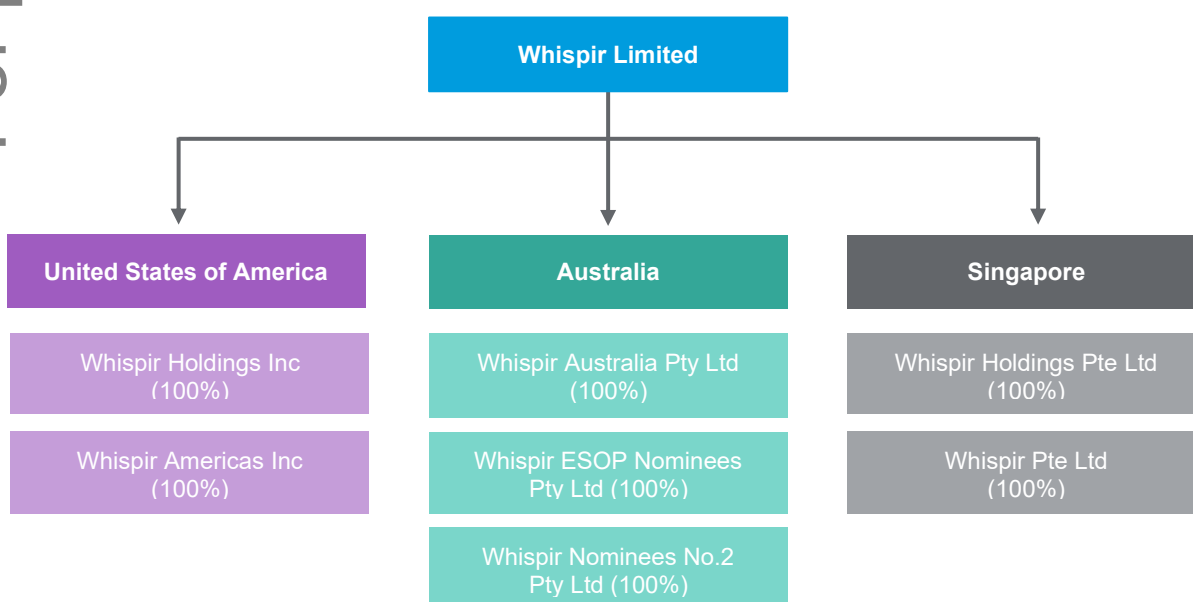 Whispir Limited
United States of America
Australia
Singapore
Whispir Holdings Inc
(100%)
Whispir Australia Pty Ltd
(100%)
Whispir Holdings Pte Ltd
(100%)
Whispir Americas Inc
(100%)
Whispir ESOP Nominees
Pty Ltd (100%)
Whispir Pte Ltd
(100%)
Whispir Nominees No.2
Pty Ltd (100%)